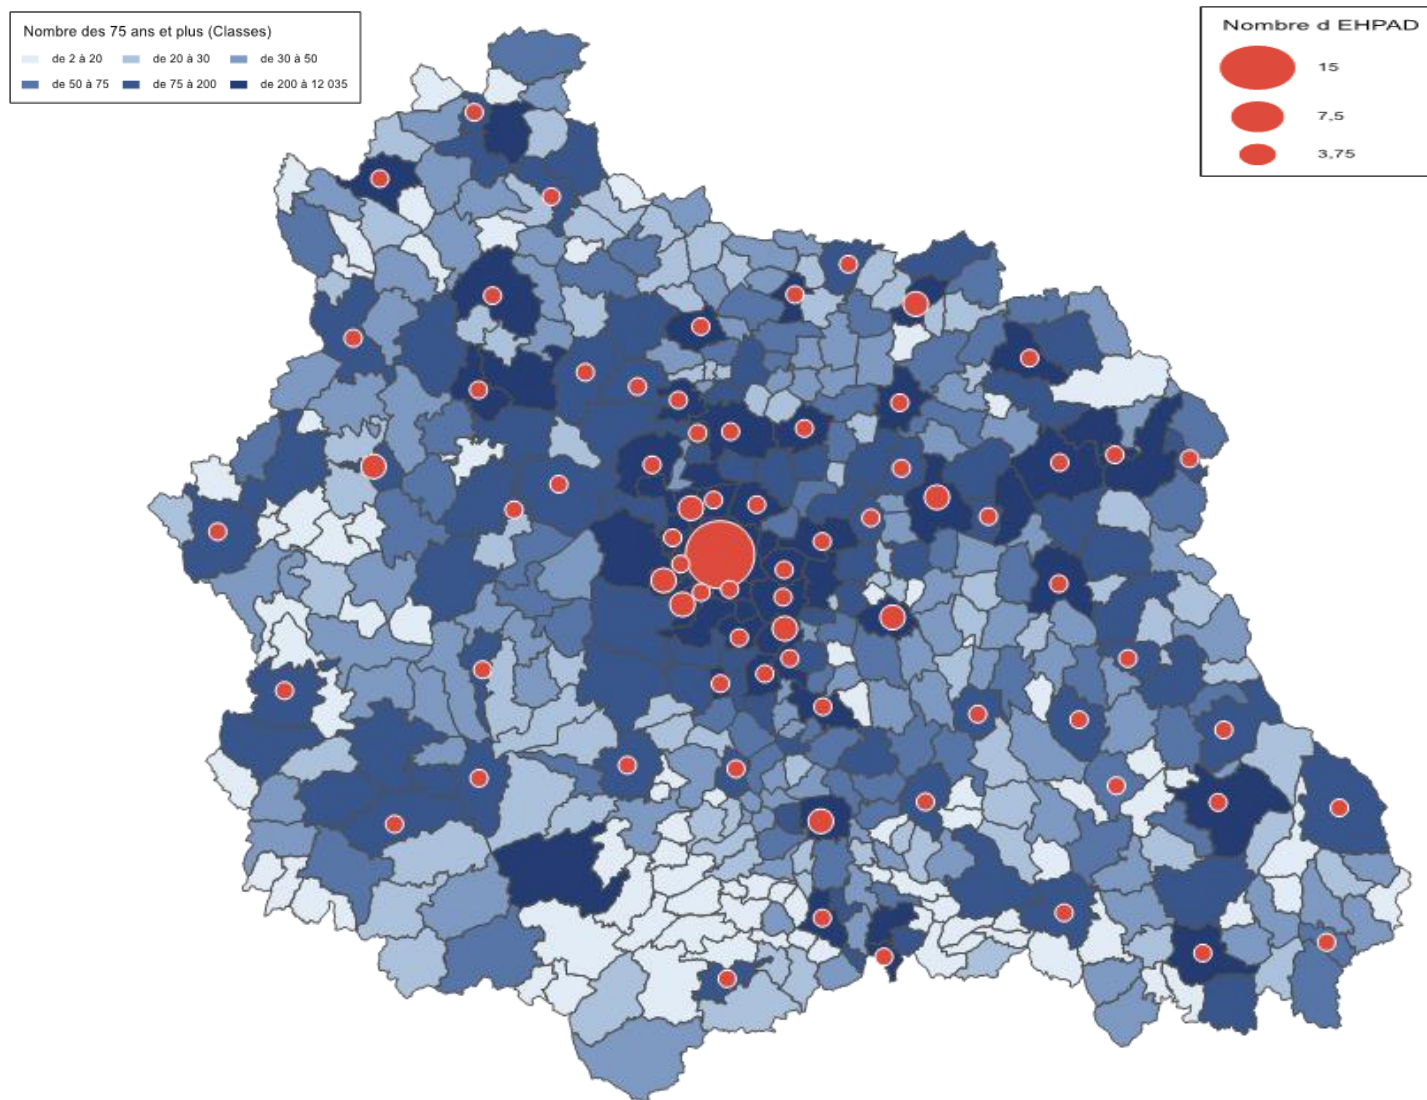 Nombre des 75 ans et plus (Classes)
de 2 à 20 de 20 à 30 de 30 à 50
de 50 à 75 de 75 à 200 de 200 à 12 035
Nombre d EHPAD
15
7,5
3,75